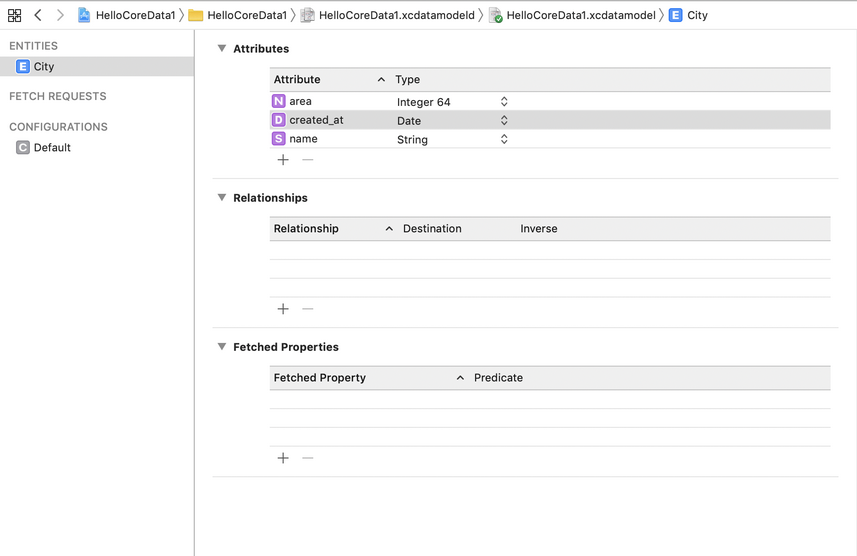 HelloCoreData1 HelloCoreData1 HelloCoreData1.xcdatamodeld HelloCoreData1.xcdatamodel E City
ENTITIES
E City
FETCH REQUESTS
CONFIGURATIONS
C Default
Attributes
Attribute Type
N area Integer 64
D created_at Date
S name String
Relationships
Relationship Destination Inverse
Fetched Properties
Fetched Property Predicate